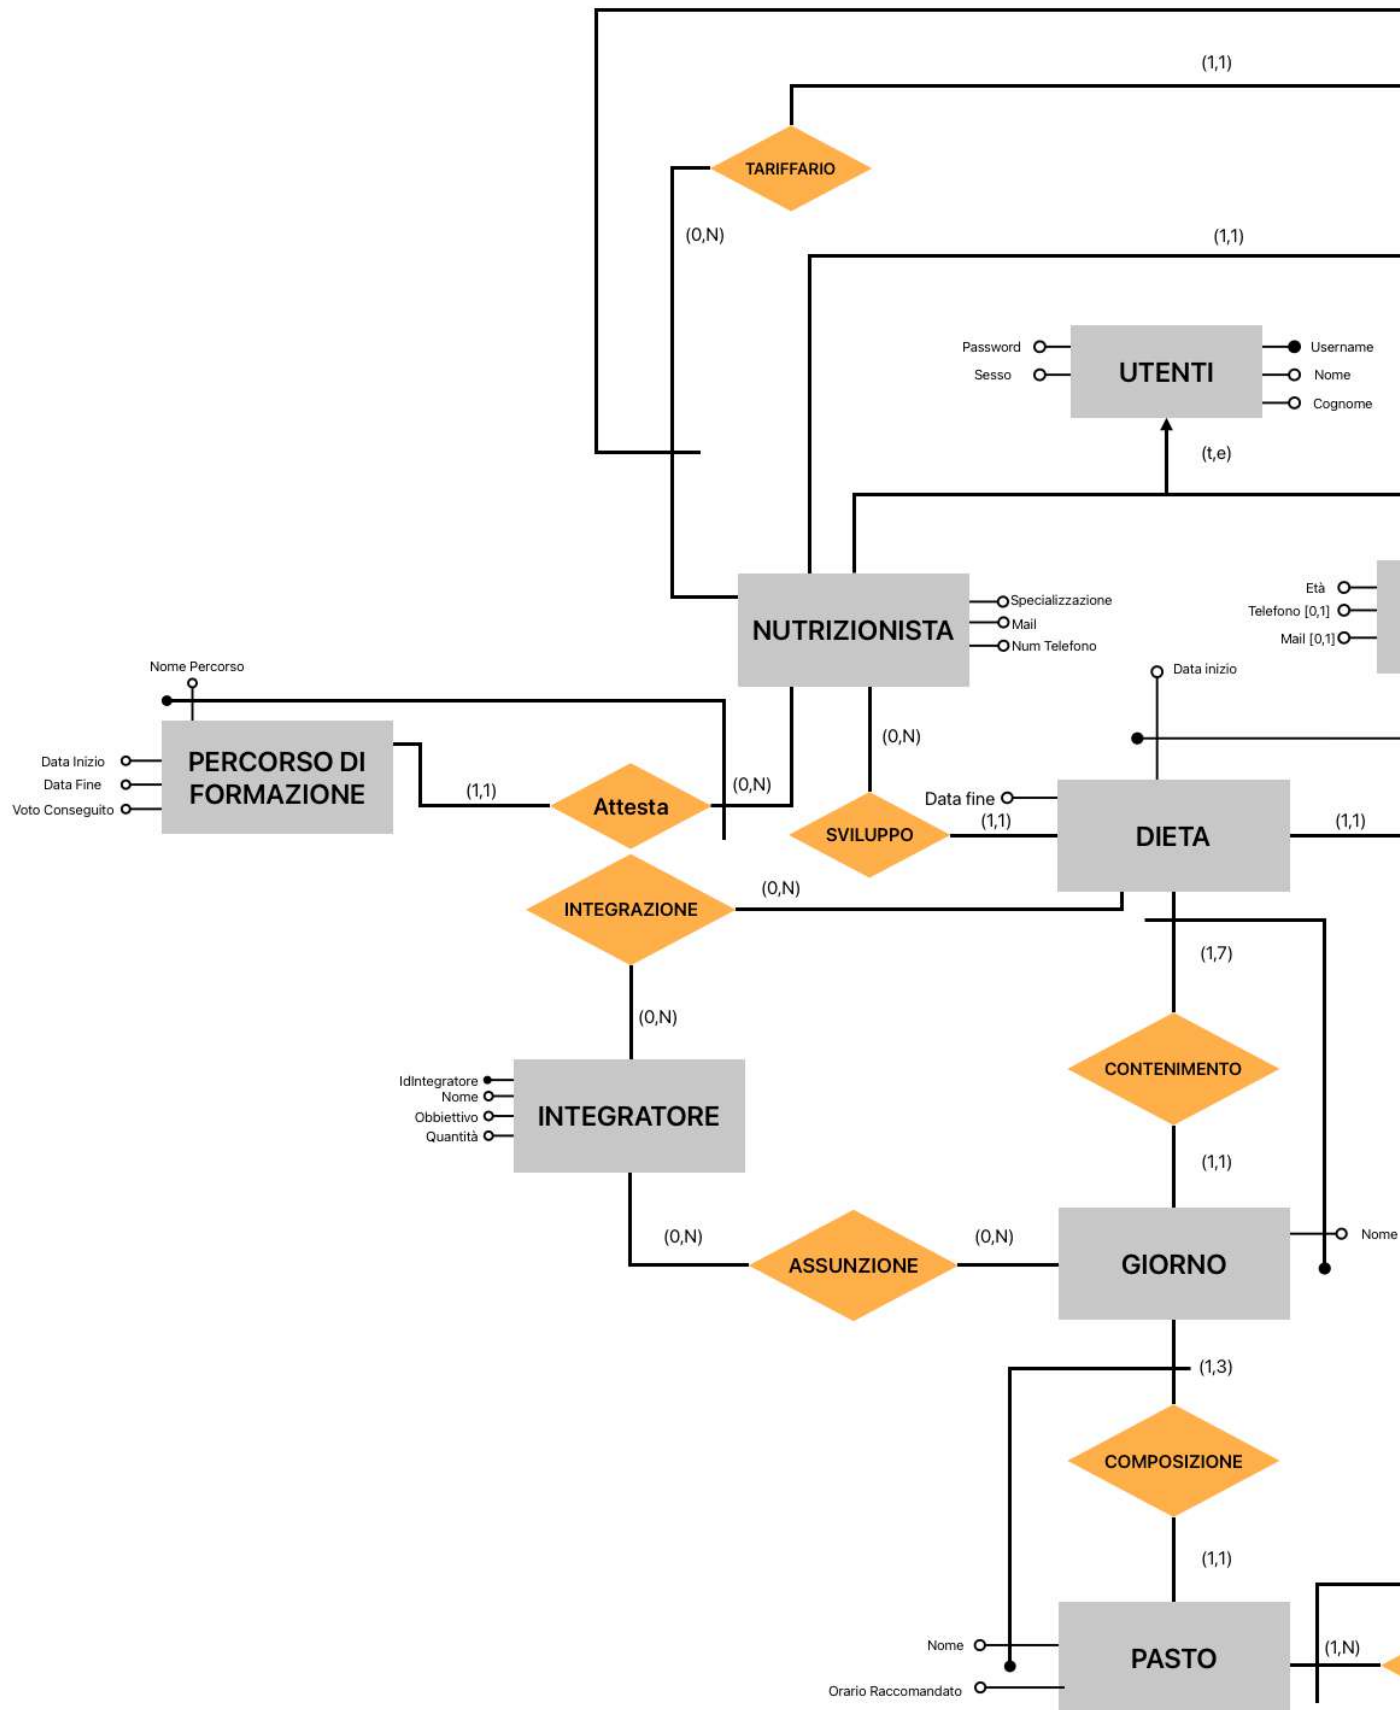 (1,1)
TARIFFARIO
(0,N)
(1,1)
Password
Username
UTENTI
Sesso
Nome
Cognome
(t,e)
Età
Specializzazione
Telefono [0,1]
Mail
NUTRIZIONISTA
Mail [0,1]
Num Telefono
Nome Percorso
Data inizio
(0,N)
PERCORSO DI
FORMAZIONE
Data Inizio
Data Fine
Voto Conseguito
(1,1)
Attesta
(0,N)
Data fine
(1,1)
SVILUPPO
DIETA
(1,1)
(0,N)
INTEGRAZIONE
(1,7)
(0,N)
CONTENIMENTO
IdIntegratore
Nome
Obbiettivo
Quantità
INTEGRATORE
(1,1)
(0,N)
(0,N)
Nome
ASSUNZIONE
GIORNO
(1,3)
COMPOSIZIONE
(1,1)
Nome
PASTO
(1,N)
Orario Raccomandato